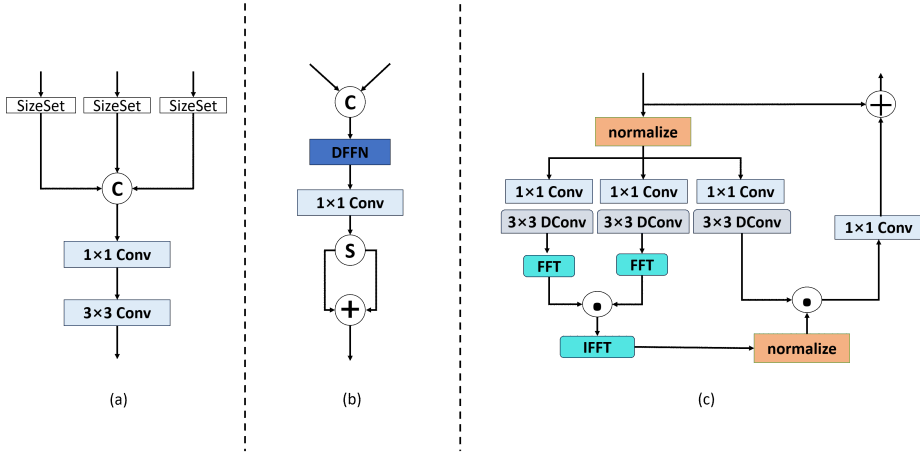 SizeSet SizeSet SizeSet
C
1×1 Conv
3×3 Conv
(a)
C
DFFN
1×1 Conv
S
+
(b)
+
normalize
1×1 Conv 1×1 Conv 1×1 Conv
3×3 DConv 3×3 DConv 3×3 DConv
1×1 Conv
FFT FFT
IFFT
normalize
(c)